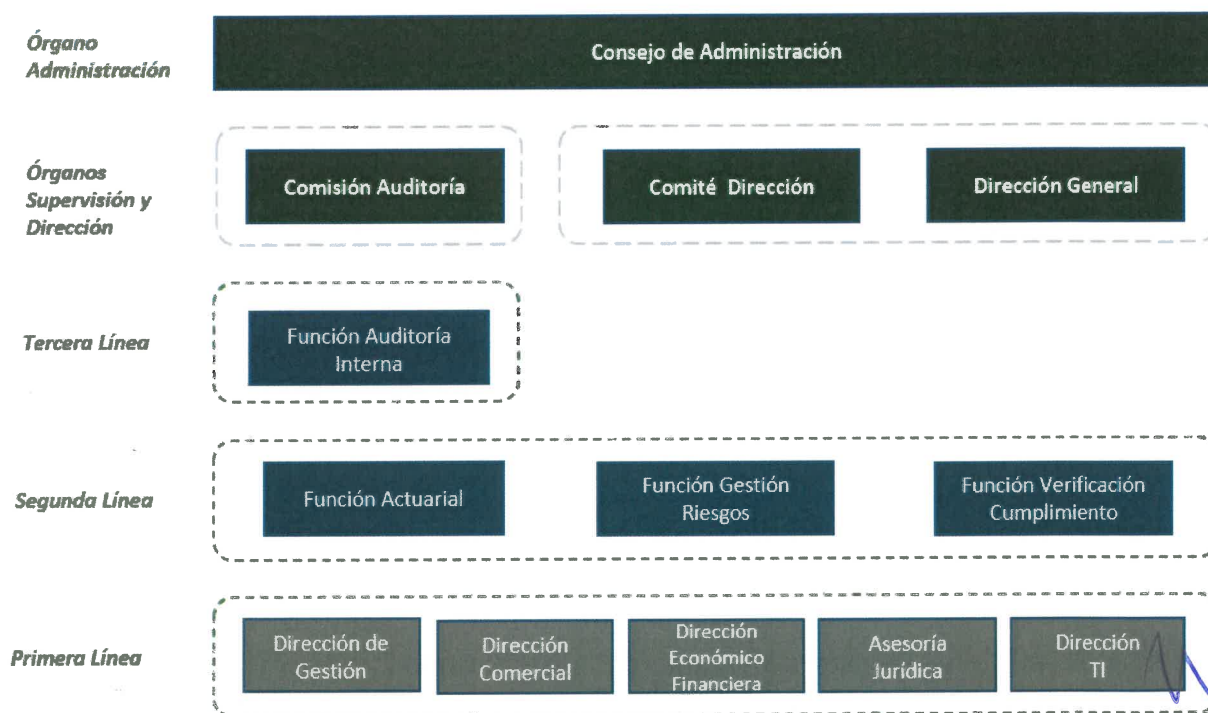 Órgano
Administración
Consejo de Administración
Órganos
Supervisión y
Dirección
Comisión Auditoría
Comité Dirección
Dirección General
Tercera Línea
Función Auditoría
Interna
Segunda Línea
Función Actuarial
Función Gestión
Riesgos
Función Verificación
Cumplimiento
Primera Línea
Dirección de
Gestión
Dirección
Comercial
Dirección
Económico
Financiera
Asesoría
Jurídica
Dirección
TI